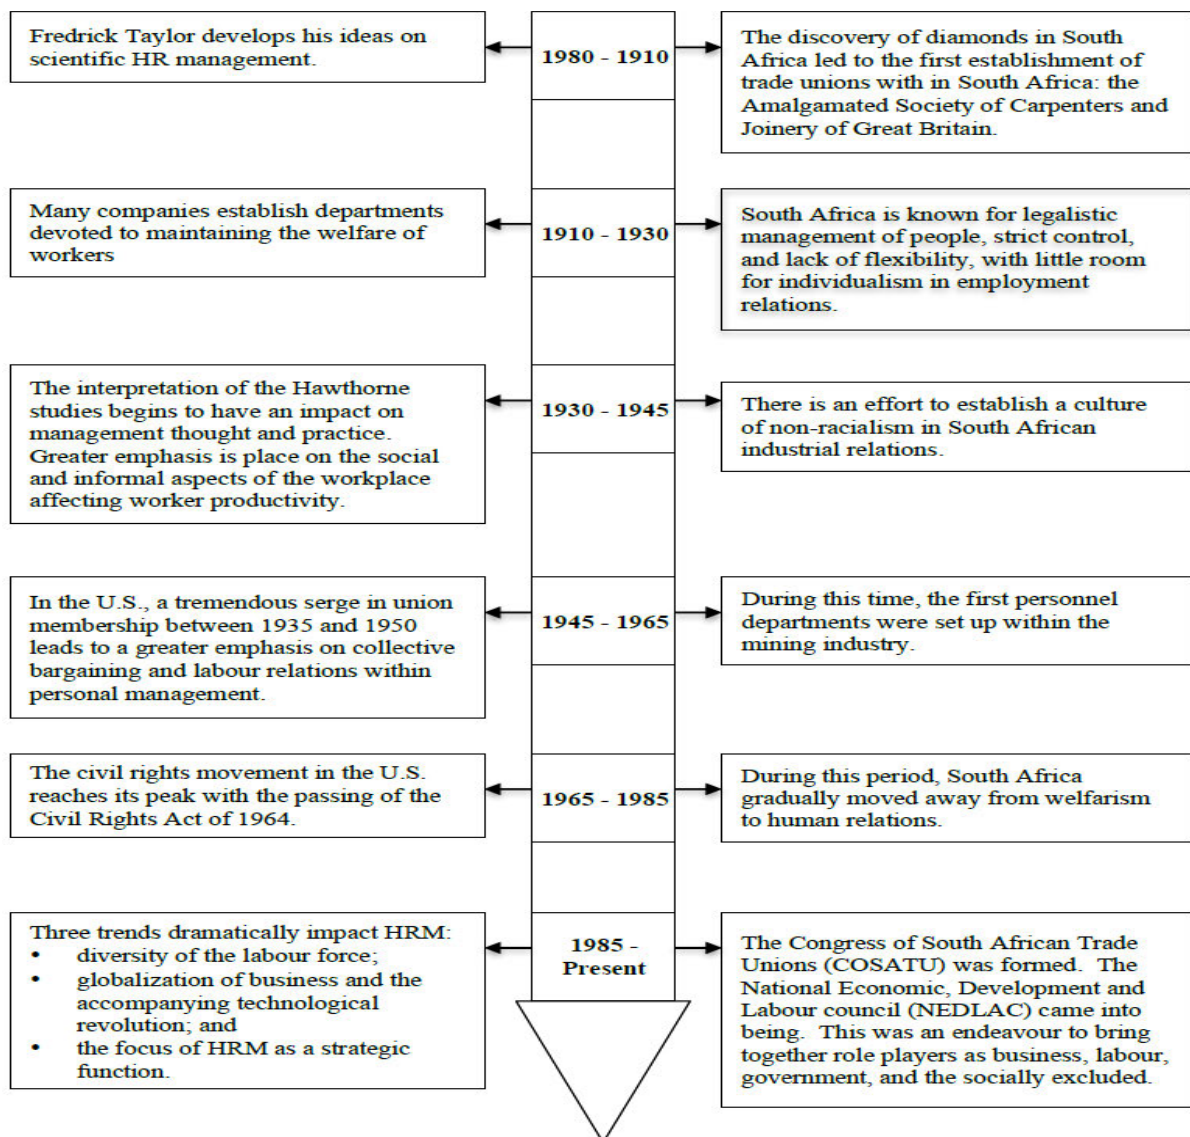 Fredrick Taylor develops his ideas on
scientific HR management.
1980 - 1910
The discovery of diamonds in South
Africa led to the first establishment of
trade unions with in South Africa: the
Amalgamated Society of Carpenters and
Joinery of Great Britain.
Many companies establish departments
devoted to maintaining the welfare of
workers
1910 - 1930
South Africa is known for legalistic
management of people, strict control,
and lack of flexibility, with little room
for individualism in employment
relations.
The interpretation of the Hawthorne
studies begins to have an impact on
management thought and practice.
Greater emphasis is place on the social
and informal aspects of the workplace
affecting worker productivity.
1930 - 1945
There is an effort to establish a culture
of non-racialism in South African
industrial relations.
In the U.S., a tremendous serge in union
membership between 1935 and 1950
leads to a greater emphasis on collective
bargaining and labour relations within
personal management.
1945 - 1965
During this time, the first personnel
departments were set up within the
mining industry.
The civil rights movement in the U.S.
reaches its peak with the passing of the
Civil Rights Act of 1964.
1965 - 1985
During this period, South Africa
gradually moved away from welfarism
to human relations.
Three trends dramatically impact HRM:
• diversity of the labour force;
• globalization of business and the
accompanying technological
revolution; and
• the focus of HRM as a strategic
function.
1985 -
Present
The Congress of South African Trade
Unions (COSATU) was formed. The
National Economic, Development and
Labour council (NEDLAC) came into
being. This was an endeavour to bring
together role players as business, labour,
government, and the socially excluded.